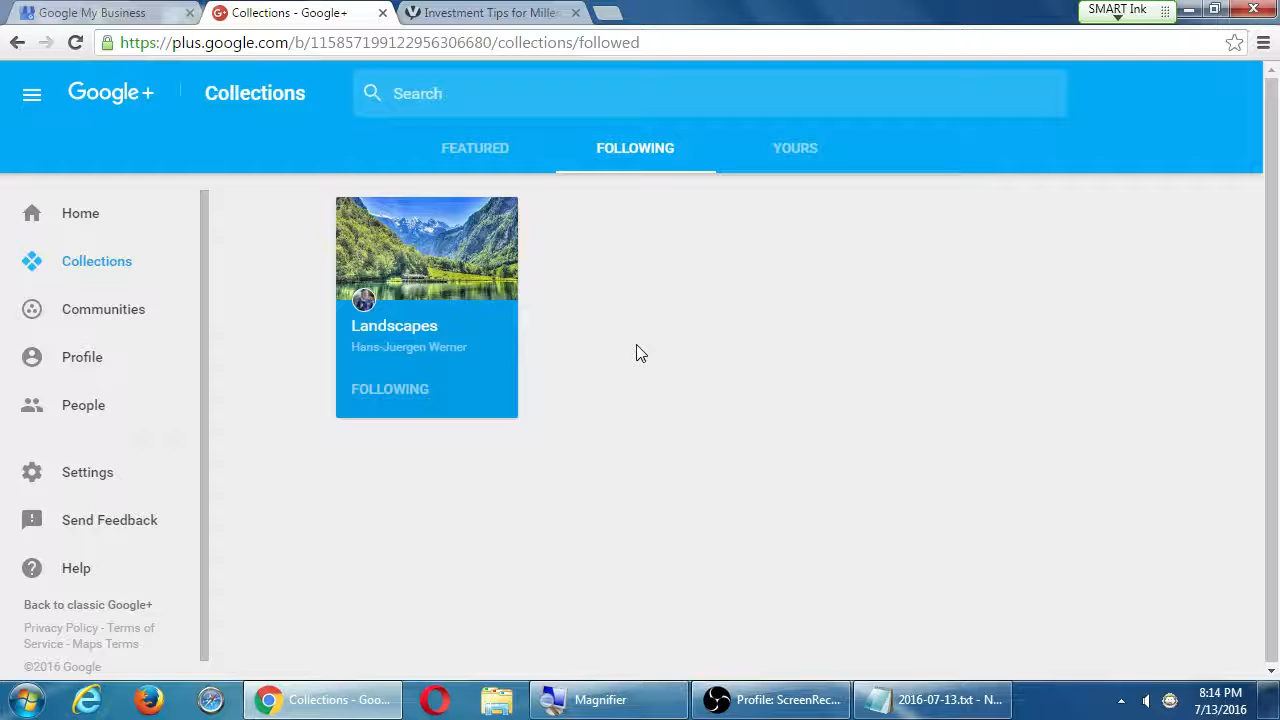 Google My Business
Collections - Google+
Investment Tips for Mille
SMART Ink
https://plus.google.com/b/115857199122956306680/collections/followed
Google+
Collections
Search
FEATURED
FOLLOWING
YOURS
Home
Collections
Communities
Profile
People
Settings
Send Feedback
Help
Back to classic Google+
Privacy Policy - Terms of
Service - Maps Terms
©2016 Google
Landscapes
Hans-Juergen Werner
FOLLOWING
Collections - Goo...
Magnifier
Profile: ScreenRec...
2016-07-13.txt - N...
8:14 PM
7/13/2016